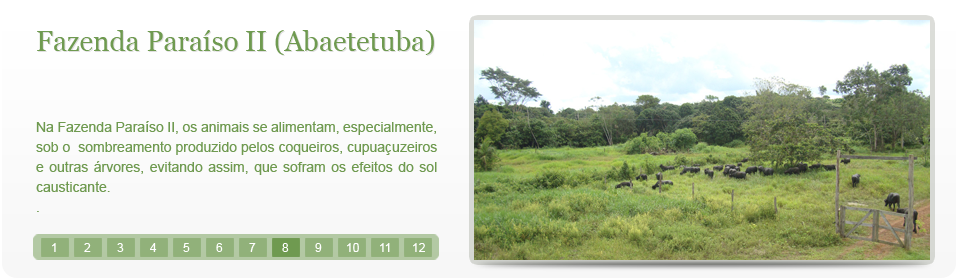 Fazenda Paraíso II (Abaetetuba)
Na Fazenda Paraíso II, os animais se alimentam, especialmente,
sob o sombreamento produzido pelos coqueiros, cupuaçuzeiros
e outras árvores, evitando assim, que sofram os efeitos do sol
causticante.
.
1 2 3 4 5 6 7 8 9 10 11 12